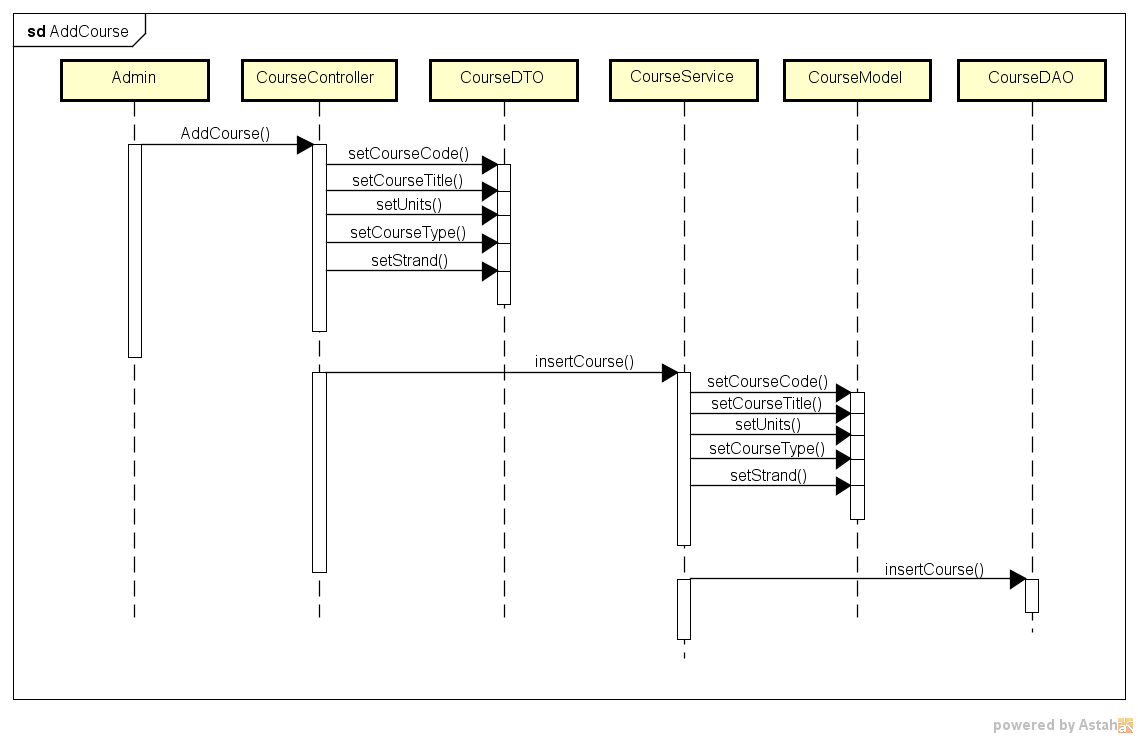 sd AddCourse
Admin
CourseController
CourseDTO
CourseService
CourseModel
CourseDAO
AddCourse()
setCourseCode()
setCourseTitle()
setUnits()
setCourseType()
setStrand()
insertCourse()
setCourseCode()
setCourseTitle()
setUnits()
setCourseType()
setStrand()
insertCourse()
powered by Astah